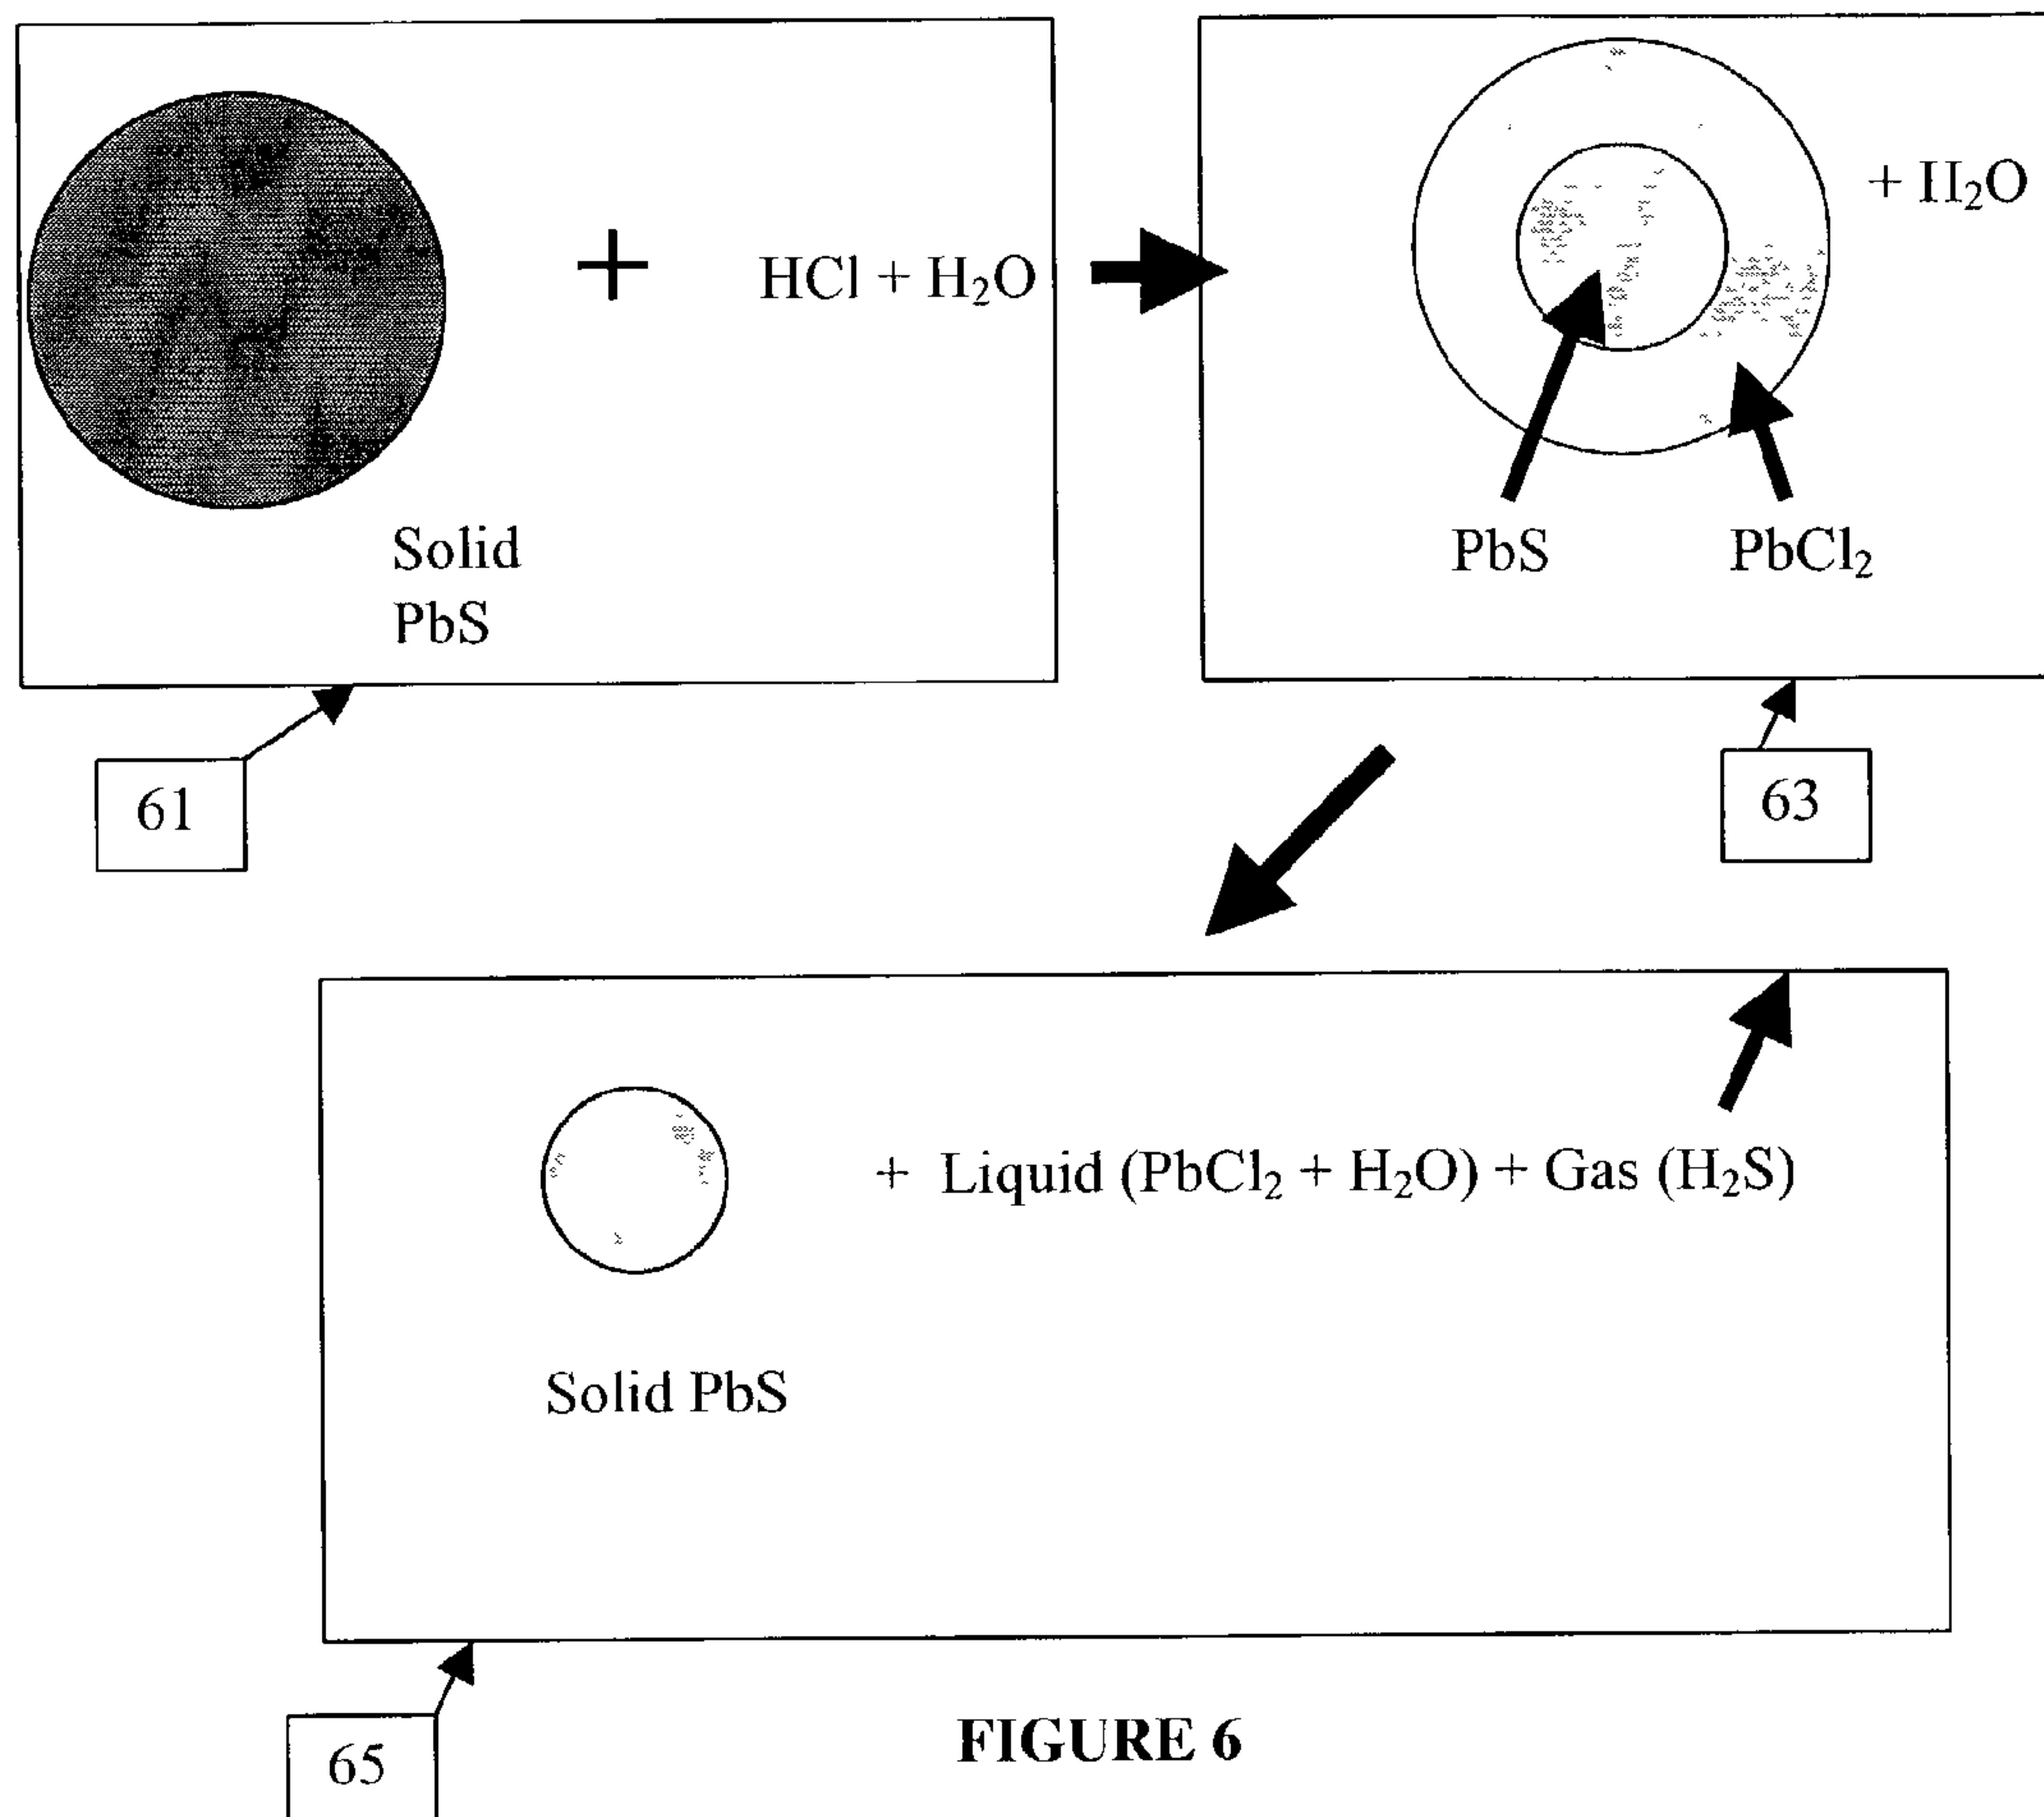 + HCl + H₂O
Solid
PbS
+ H₂O
PbS PbCl₂
61
63
+ Liquid (PbCl₂ + H₂O) + Gas (H₂S)
Solid PbS
65
FIGURE 6